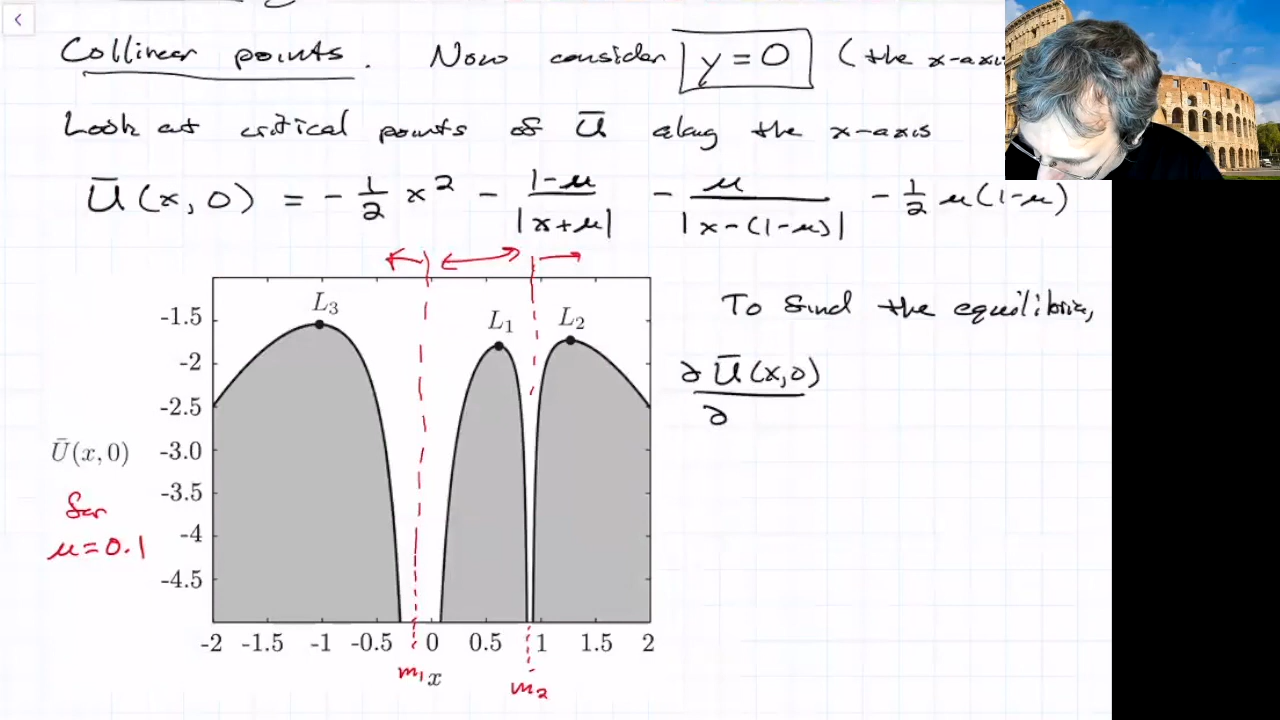 Collinear points. Now consider y = 0 (the x-axi
Look at critical points of Ū along the x-axis
Ū(x,0) = -½ x² - (1-μ)/|x+μ| - μ/|x-(1-μ)| - ½ μ(1-μ)
To find the equilibria,
∂Ū(x,0)
∂
L₃
L₁
L₂
-1.5
-2
-2.5
-3.0
-3.5
-4
-4.5
Ū(x,0)
for
μ=0.1
-2 -1.5 -1 -0.5 0 0.5 1 1.5 2
m₁ x m₂